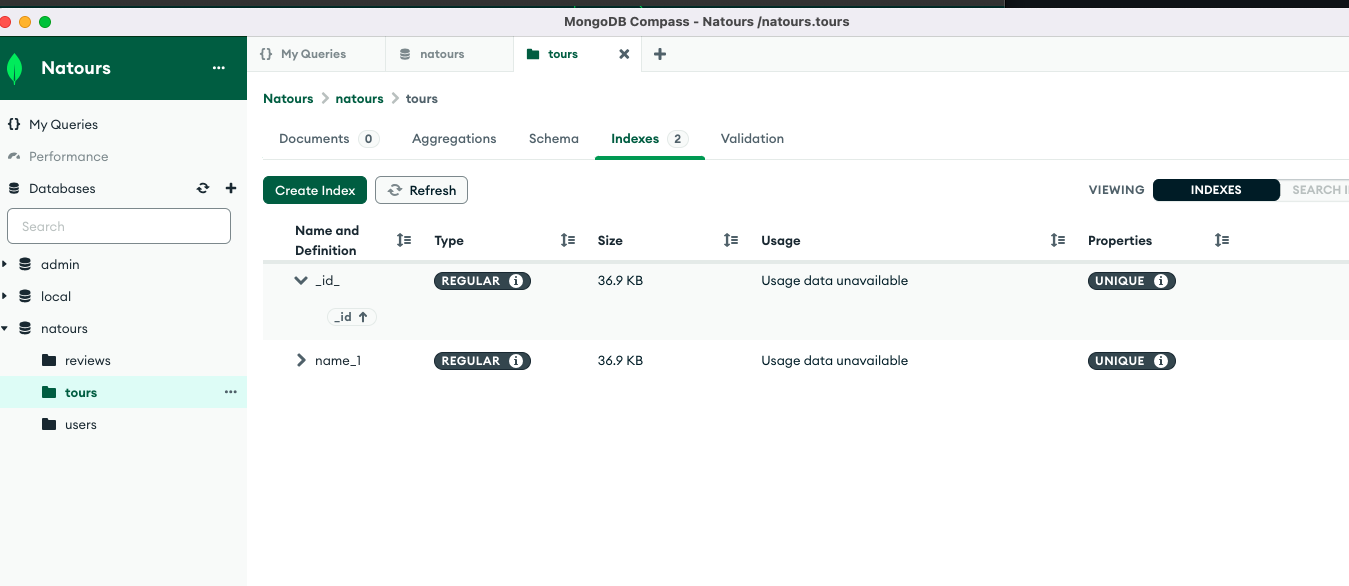 MongoDB Compass - Natours /natours.tours
Natours
{} My Queries
natours
tours
Natours > natours > tours
{} My Queries
Performance
Databases
Search
admin
local
natours
reviews
tours
users
Documents 0 Aggregations Schema Indexes 2 Validation
Create Index Refresh VIEWING INDEXES SEARCH I
Name and Definition Type Size Usage Properties
_id_ REGULAR 36.9 KB Usage data unavailable UNIQUE
_id ↑
name_1 REGULAR 36.9 KB Usage data unavailable UNIQUE